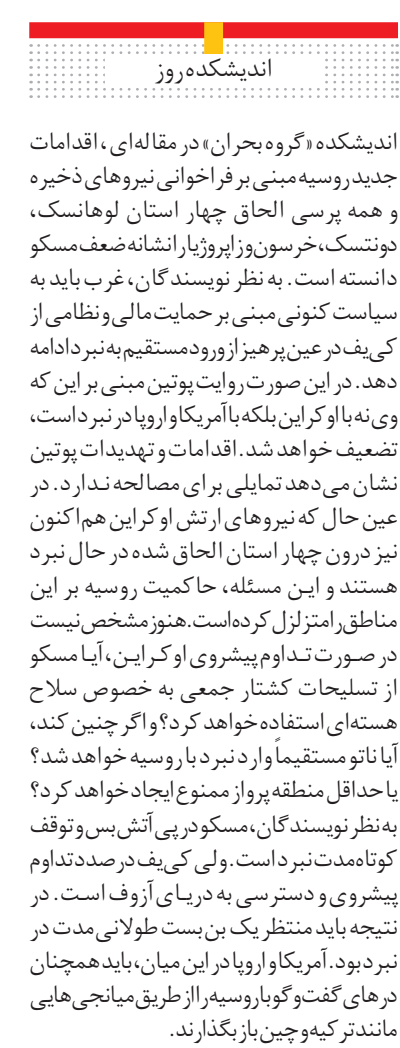 اندیشکده روز
اندیشکده «گروه بحران» در مقاله‌ای، اقدامات
جدید روسیه مبنی بر فراخوانی نیروهای ذخیره
و همه پرسی الحاق چهار استان لوهانسک،
دونتسک، خرسون و زاپروژیا را نشانه ضعف مسکو
دانسته است. به نظر نویسندگان، غرب باید به
سیاست کنونی مبنی بر حمایت مالی و نظامی از
کی‌یف در عین پرهیز از ورود مستقیم به نبرد ادامه
دهد. در این صورت روایت پوتین مبنی بر این که
وی نه با اوکراین بلکه با آمریکا و اروپا در نبرد است،
تضعیف خواهد شد. اقدامات و تهدیدات پوتین
نشان می‌دهد تمایلی برای مصالحه ندارد. در
عین حال که نیروهای ارتش اوکراین هم‌اکنون
نیز درون چهار استان الحاق شده در حال نبرد
هستند و این مسئله، حاکمیت روسیه بر این
مناطق را متزلزل کرده است. هنوز مشخص نیست
در صورت تداوم پیشروی اوکراین، آیا مسکو
از تسلیحات کشتار جمعی به خصوص سلاح
هسته‌ای استفاده خواهد کرد؟ و اگر چنین کند،
آیا ناتو مستقیماً وارد نبرد با روسیه خواهد شد؟
یا حداقل منطقه پرواز ممنوع ایجاد خواهد کرد؟
به نظر نویسندگان، مسکو در پی آتش بس و توقف
کوتاه مدت نبرد است. ولی کی‌یف درصدد تداوم
پیشروی و دسترسی به دریای آزوف است. در
نتیجه باید منتظر یک بن بست طولانی مدت در
نبرد بود. آمریکا و اروپا در این میان، باید همچنان
درهای گفت و گو با روسیه را از طریق میانجی‌هایی
مانند ترکیه و چین باز بگذارند.